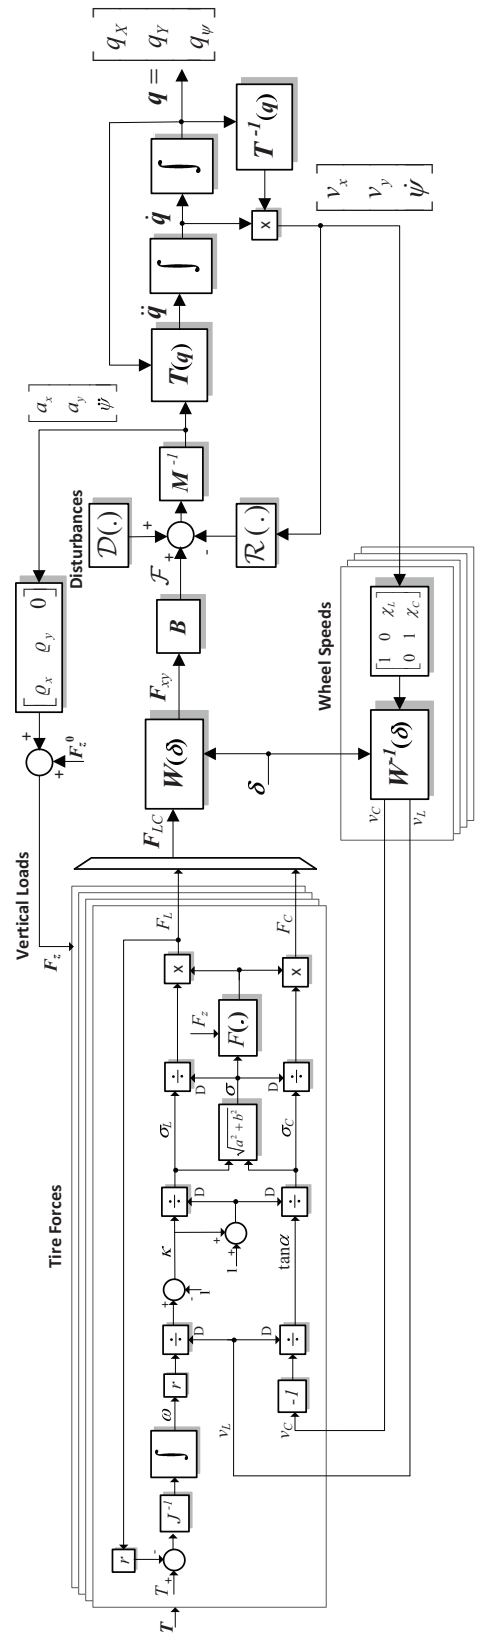 Tire Forces
T
T
+
-
r
J⁻¹
∫
ω
r
÷
D
+
-
1
κ
÷
D
+
+
1
σ_L
÷
D
x
F_L
v_L
v_C
-1
÷
D
tanα
÷
D
σ_C
√a² + b²
σ
F(.)
F_z
÷
D
x
F_C
Vertical Loads
F_z
+
+
F_z⁰
[ϱ_x ϱ_y 0]
F_LC
W(δ)
F_xy
B
ℱ
+
+
-
Disturbances
𝒟(.)
ℛ(.)
M⁻¹
a_x
a_y
ψ̈
T(q)
q̈
∫
q̇
∫
q =
q_X
q_Y
q_ψ
T⁻¹(q)
x
v_x
v_y
ψ̇
δ
Wheel Speeds
1 0 χ_L
0 1 χ_C
W⁻¹(δ)
v_C
v_L